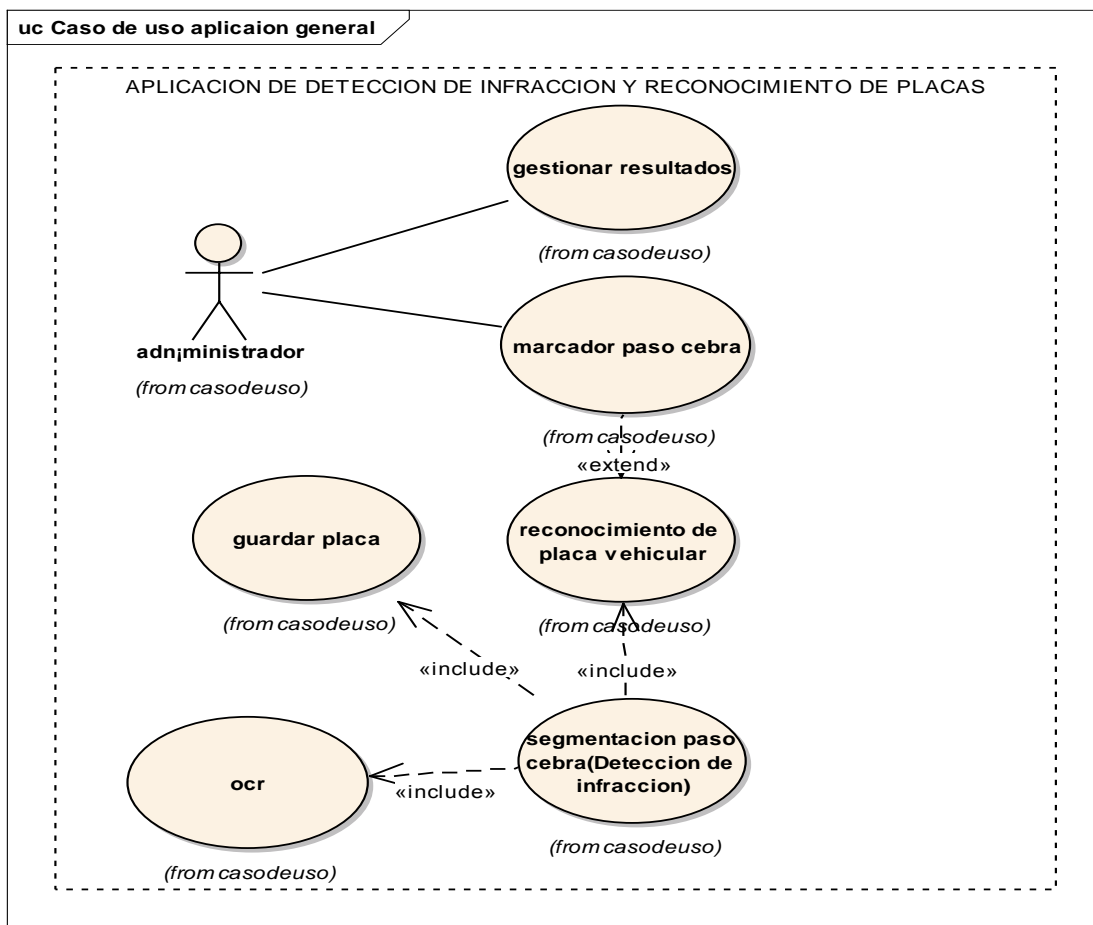 uc Caso de uso aplicaion general
APLICACION DE DETECCION DE INFRACCION Y RECONOCIMIENTO DE PLACAS
gestionar resultados
(from casodeuso)
adn¡ministrador
(from casodeuso)
marcador paso cebra
(from casodeuso)
«extend»
guardar placa
(from casodeuso)
reconocimiento de
placa vehicular
(from casodeuso)
«include»
«include»
segmentacion paso
cebra(Deteccion de
infraccion)
(from casodeuso)
«include»
ocr
(from casodeuso)